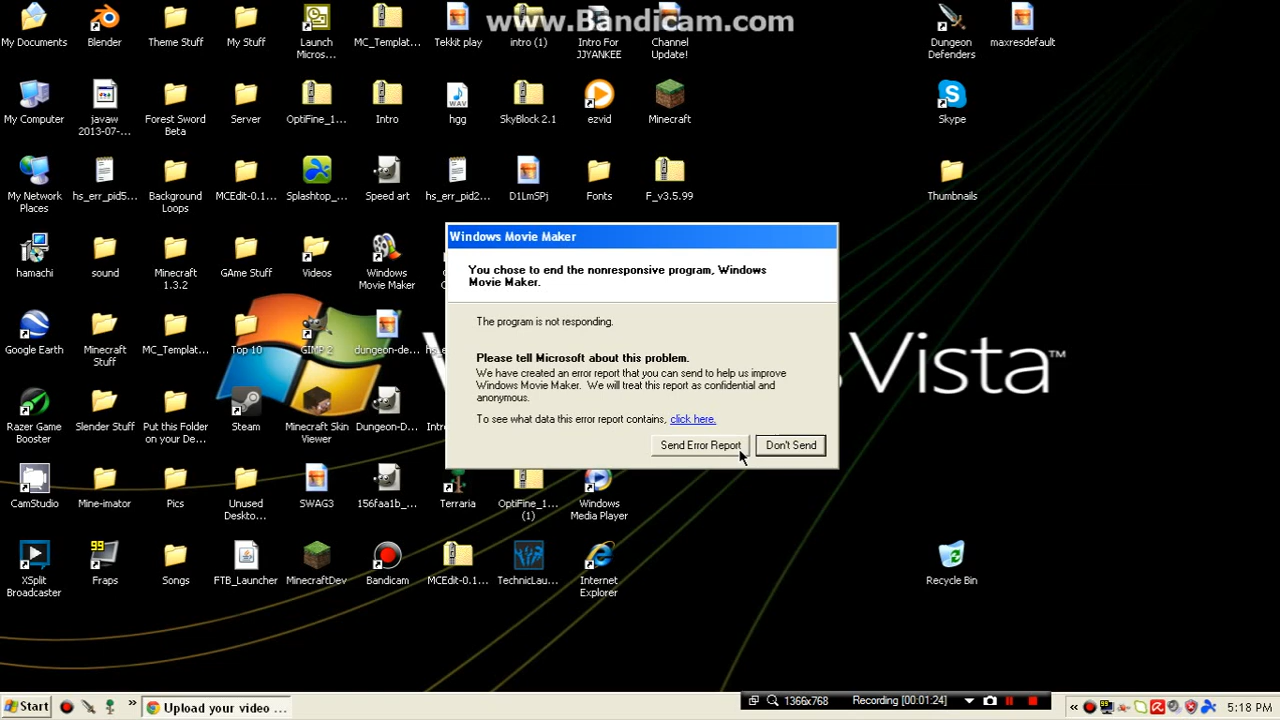 www.Bandicam.com
My Documents
Blender
Theme Stuff
My Stuff
Launch
Micros...
MC_Templat...
Tekkit play
intro (1)
Intro For
JJYANKEE
Channel
Update!
Dungeon
Defenders
maxresdefault
My Computer
javaw
2013-07-...
Forest Sword
Beta
Server
OptiFine_1...
Intro
hgg
SkyBlock 2.1
ezvid
Minecraft
Skype
My Network
Places
hs_err_pid5...
Background
Loops
MCEdit-0.1...
Splashtop_...
Speed art
hs_err_pid2...
D1LmSPj
Fonts
F_v3.5.99
Thumbnails
hamachi
sound
Minecraft
1.3.2
GAme Stuff
Videos
Windows
Movie Maker
Windows Movie Maker
You chose to end the nonresponsive program, Windows
Movie Maker.
The program is not responding.
Please tell Microsoft about this problem.
We have created an error report that you can send to help us improve
Windows Movie Maker. We will treat this report as confidential and
anonymous.
To see what data this error report contains, click here.
Send Error Report
Don't Send
Google Earth
Minecraft
Stuff
MC_Templat...
Top 10
GIMP 2
dungeon-de...
Vista™
Razer Game
Booster
Slender Stuff
Put this Folder
on your De...
Steam
Minecraft Skin
Viewer
Dungeon-D...
CamStudio
Mine-imator
Pics
Unused
Deskto...
SWAG3
156faa1b_...
Terraria
OptiFine_1...
(1)
Windows
Media Player
XSplit
Broadcaster
99
Fraps
Songs
FTB_Launcher
MinecraftDev
Bandicam
MCEdit-0.1...
TechnicLau...
Internet
Explorer
Recycle Bin
Start
Upload your video ...
1366x768
Recording [00:01:24]
5:18 PM